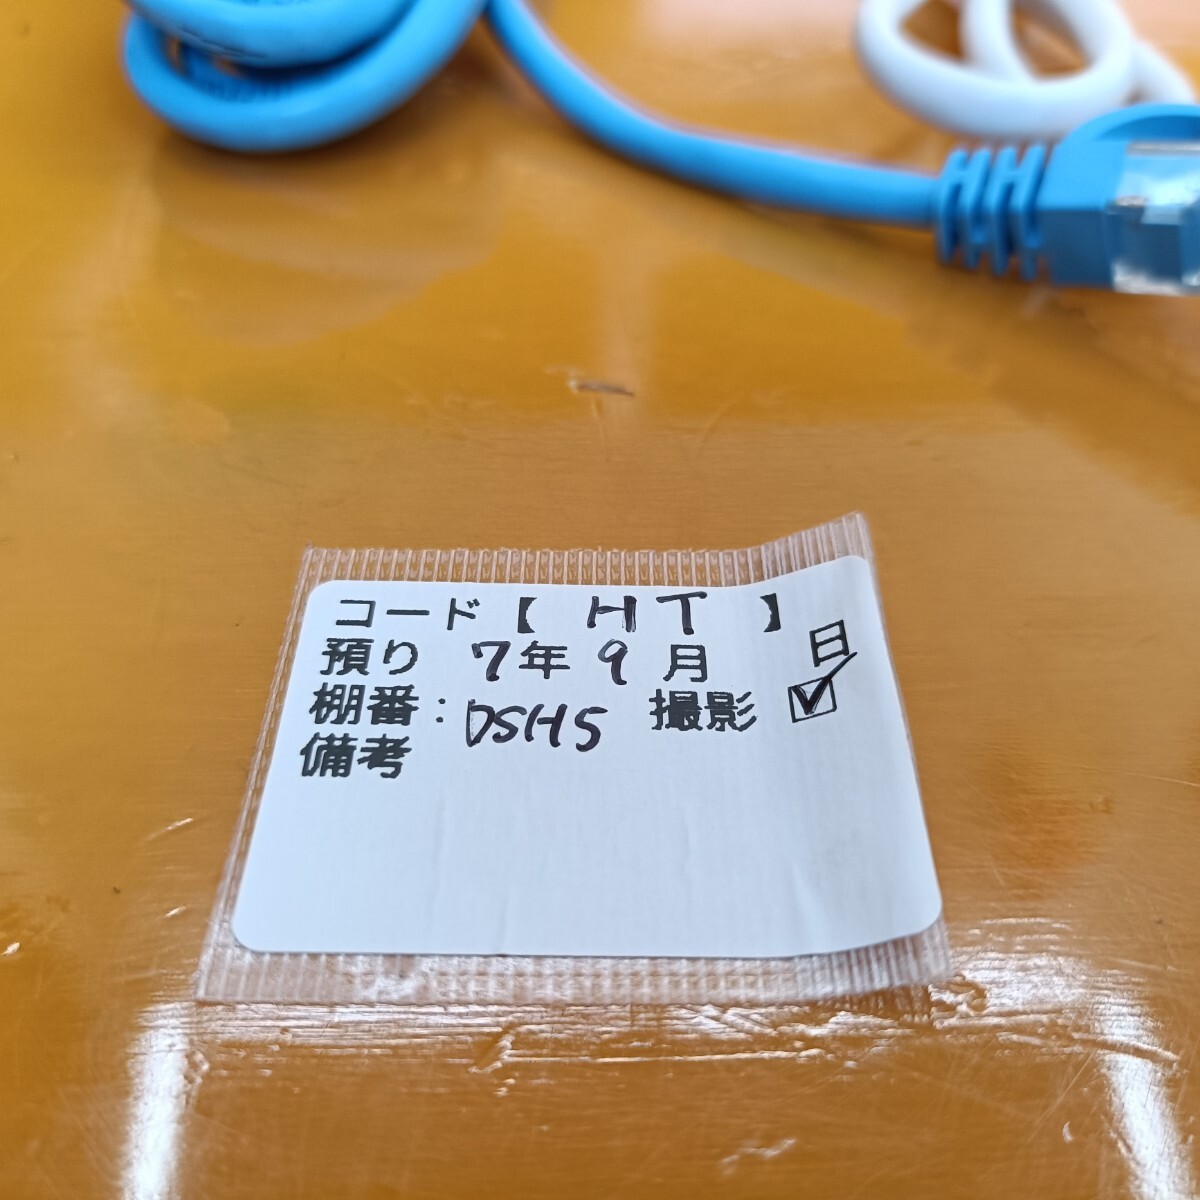 コード【 HT 】
預り 7年 9月 日
棚番: DSH5 撮影 ☑
備考